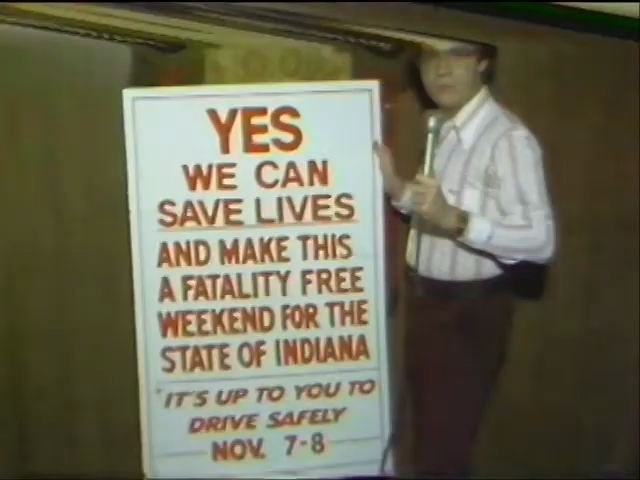 YES
WE CAN
SAVE LIVES
AND MAKE THIS
A FATALITY FREE
WEEKEND FOR THE
STATE OF INDIANA
"IT'S UP TO YOU TO
DRIVE SAFELY
NOV. 7-8